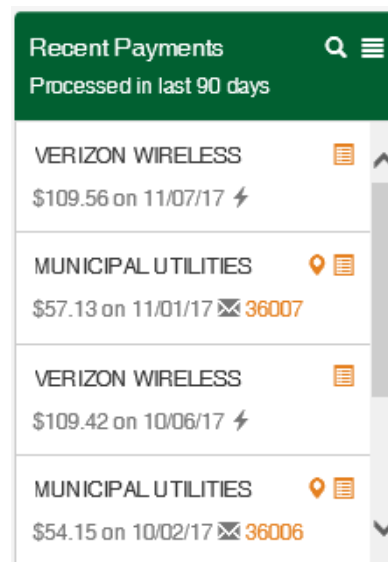 Recent Payments
Processed in last 90 days
VERIZON WIRELESS
$109.56 on 11/07/17
MUNICIPAL UTILITIES
$57.13 on 11/01/17 36007
VERIZON WIRELESS
$109.42 on 10/06/17
MUNICIPAL UTILITIES
$54.15 on 10/02/17 36006